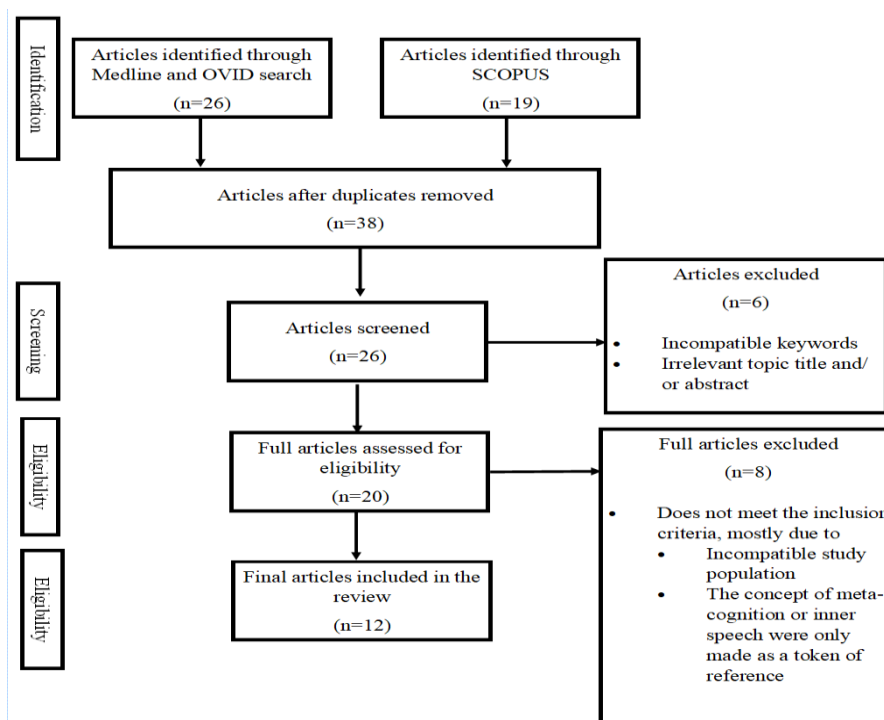 Identification
Articles identified through
Medline and OVID search
(n=26)
Articles identified through
SCOPUS
(n=19)
Articles after duplicates removed
(n=38)
Screening
Articles screened
(n=26)
Articles excluded
(n=6)
• Incompatible keywords
• Irrelevant topic title and/
or abstract
Eligibility
Full articles assessed for
eligibility
(n=20)
Full articles excluded
(n=8)
• Does not meet the inclusion
criteria, mostly due to
• Incompatible study
population
• The concept of meta-
cognition or inner
speech were only
made as a token of
reference
Eligibility
Final articles included in the
review
(n=12)